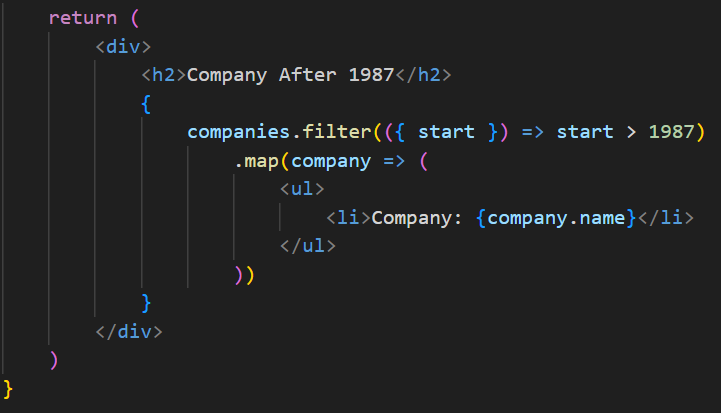 return (
<div>
<h2>Company After 1987</h2>
{
companies.filter(({ start }) => start > 1987)
.map(company => (
<ul>
<li>Company: {company.name}</li>
</ul>
))
}
</div>
)
}